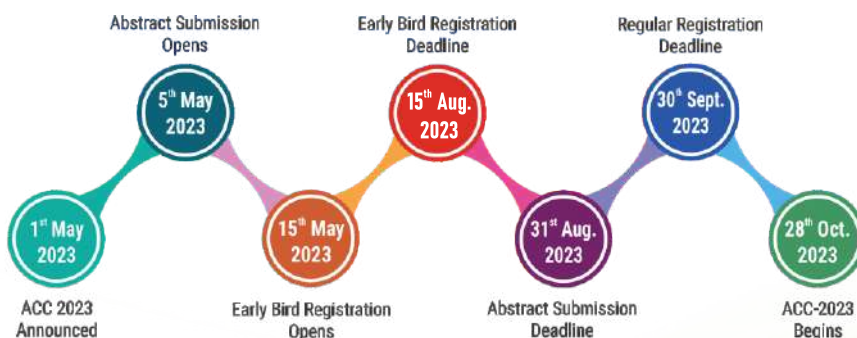 Abstract Submission
Opens
Early Bird Registration
Deadline
Regular Registration
Deadline
5th May
2023
15th Aug.
2023
30th Sept.
2023
1st May
2023
15th May
2023
31st Aug.
2023
28th Oct.
2023
ACC 2023
Announced
Early Bird Registration
Opens
Abstract Submission
Deadline
ACC-2023
Begins